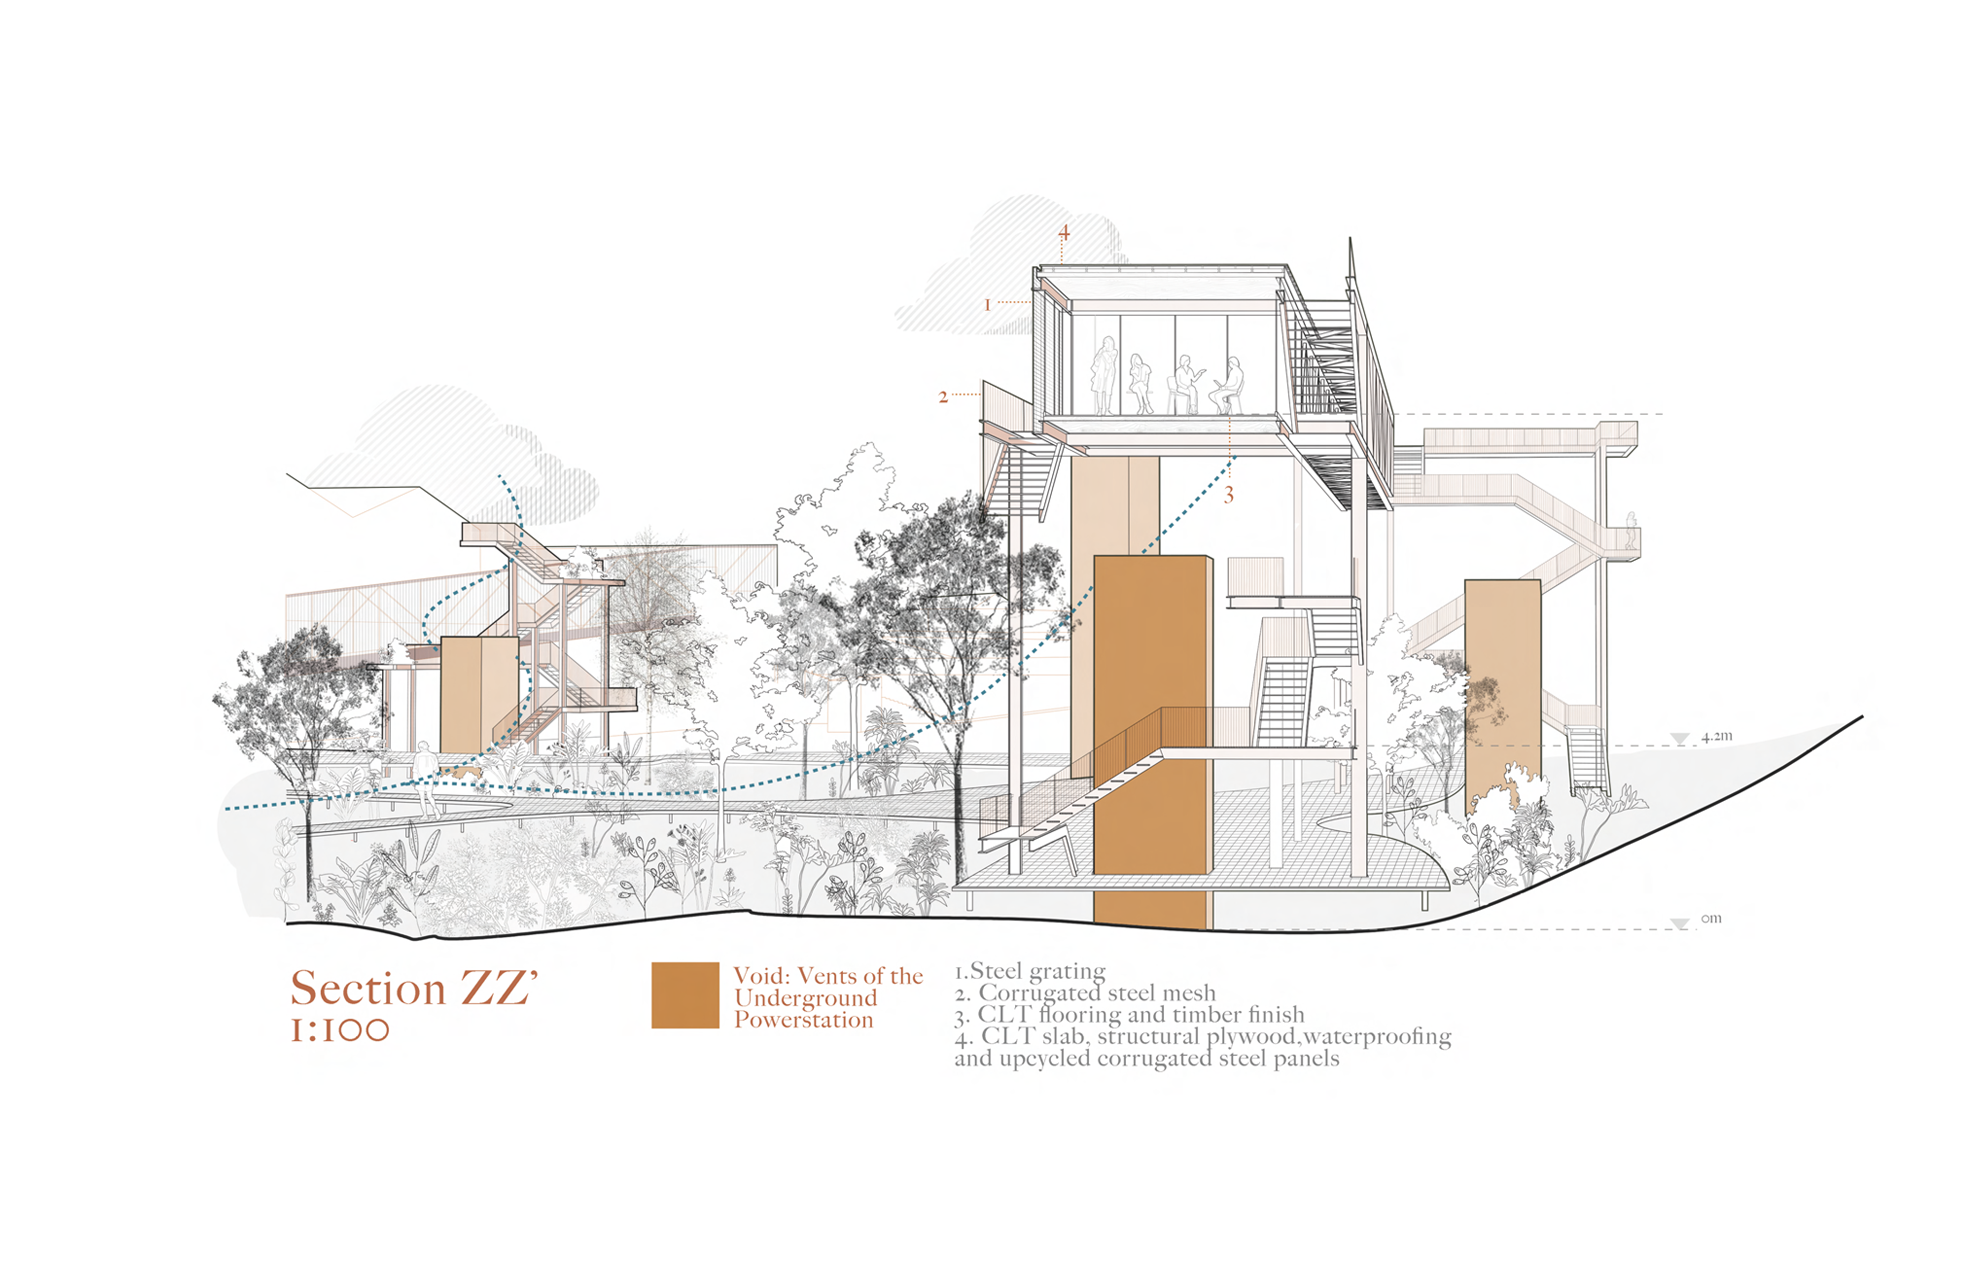 4
1
2
3
4.2m
0m
Section ZZ'
1:100
Void: Vents of the
Underground
Powerstation
1.Steel grating
2. Corrugated steel mesh
3. CLT flooring and timber finish
4. CLT slab, structural plywood,waterproofing
and upcycled corrugated steel panels